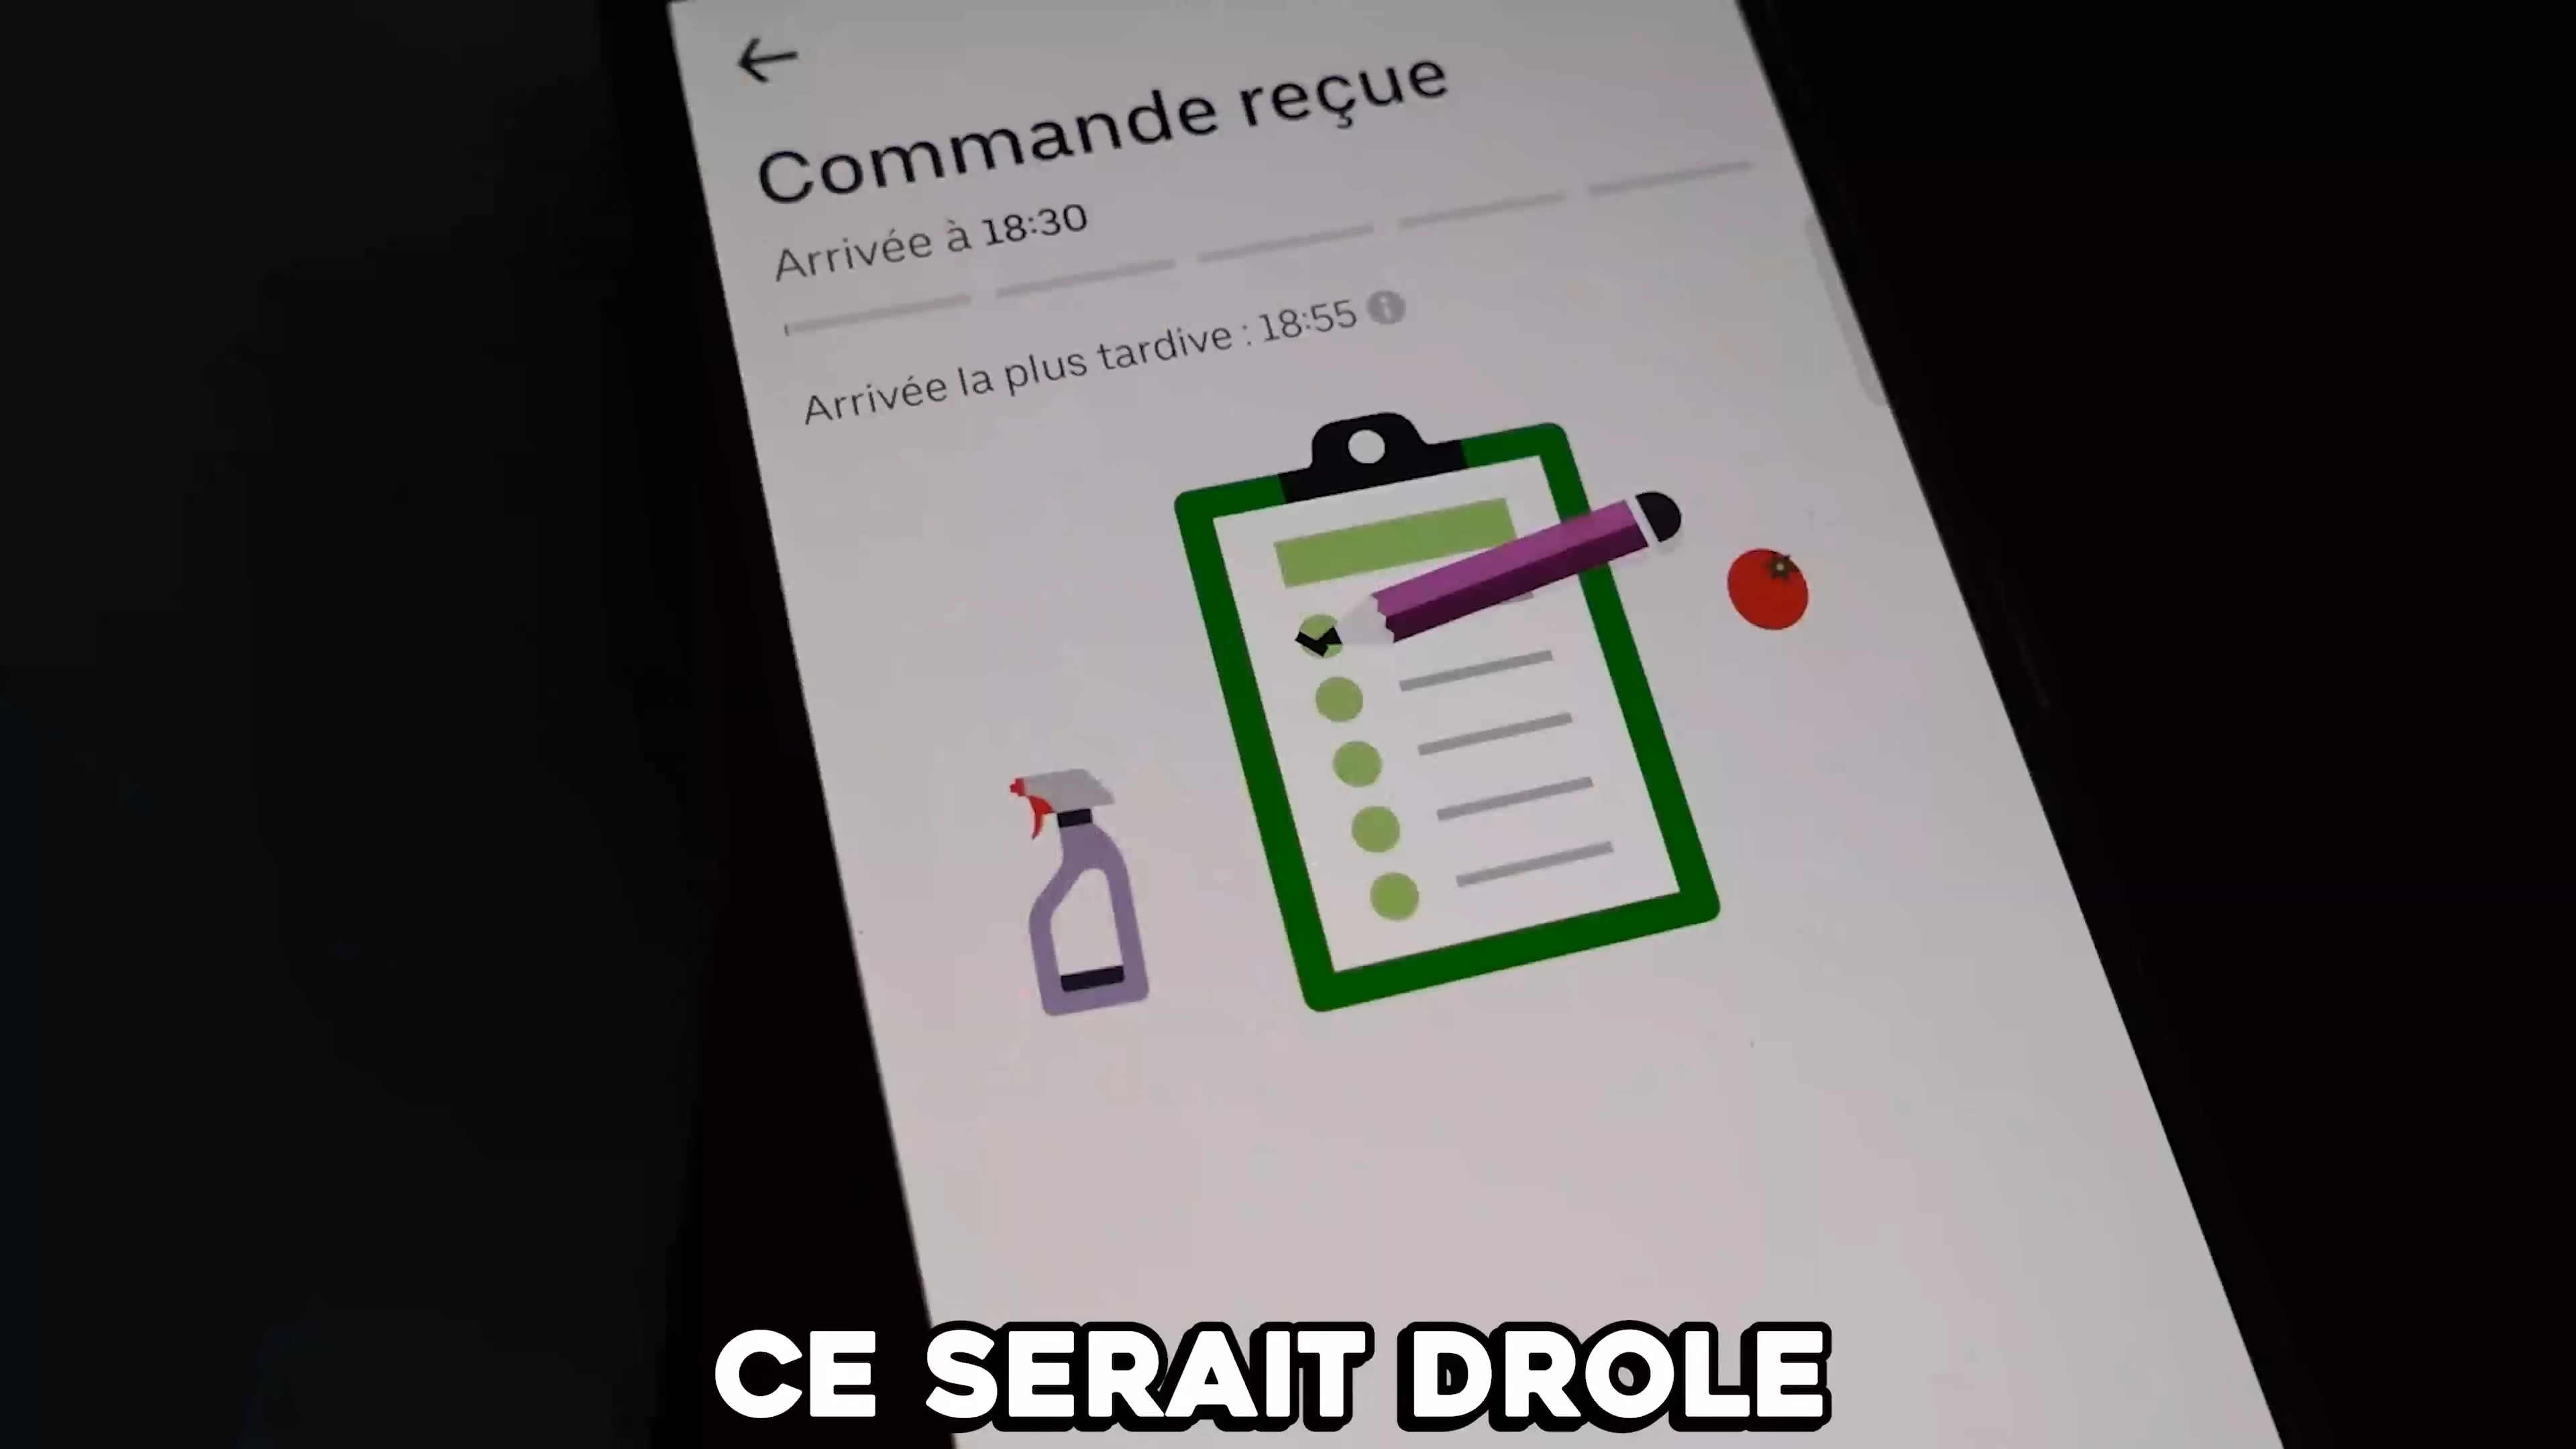 Commande reçue
Arrivée à 18:30
Arrivée la plus tardive : 18:55
CE SERAIT DROLE